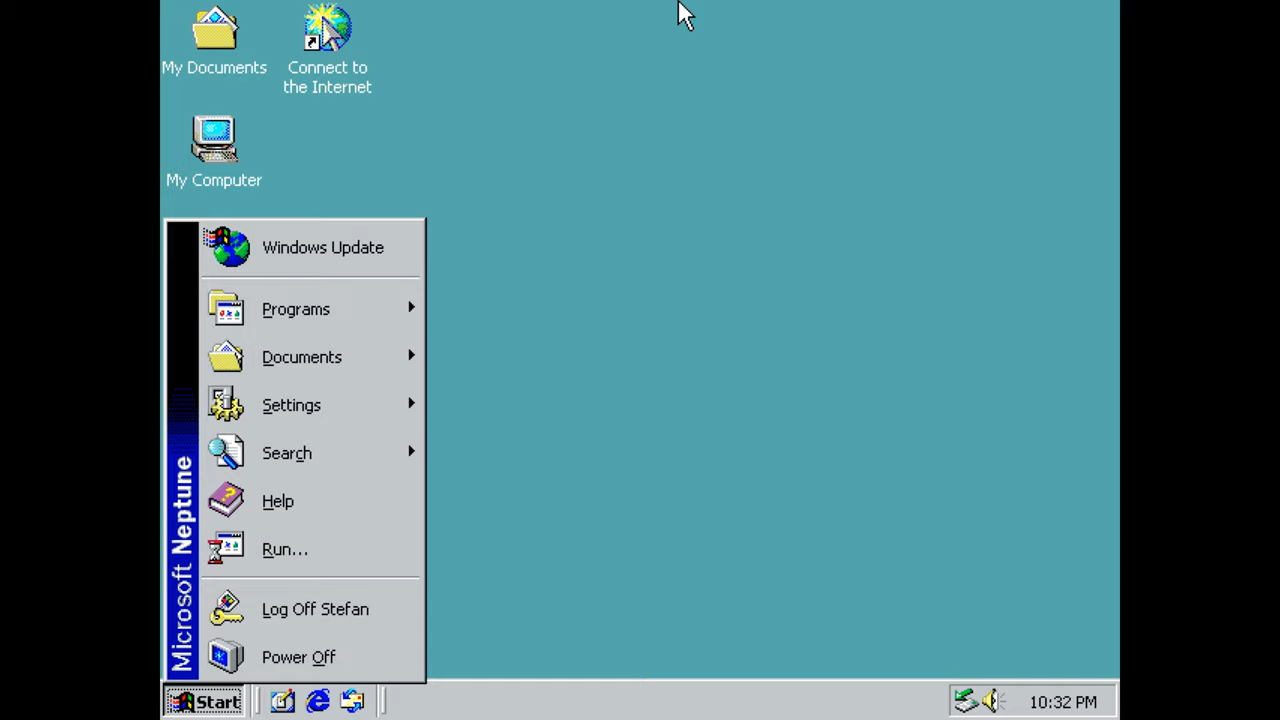 My Documents
Connect to
the Internet
My Computer
Windows Update
Programs
Documents
Settings
Search
Help
Run...
Log Off Stefan
Power Off
Microsoft Neptune
Start
10:32 PM